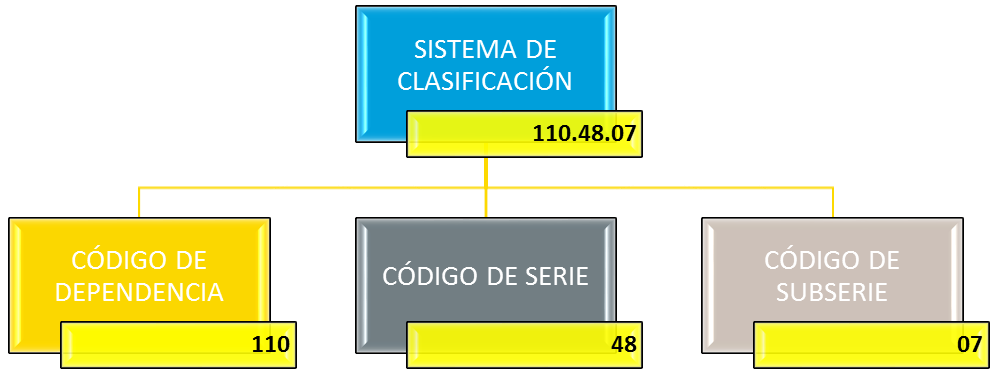 SISTEMA DE
CLASIFICACIÓN
110.48.07
CÓDIGO DE
DEPENDENCIA
110
CÓDIGO DE SERIE
48
CÓDIGO DE
SUBSERIE
07